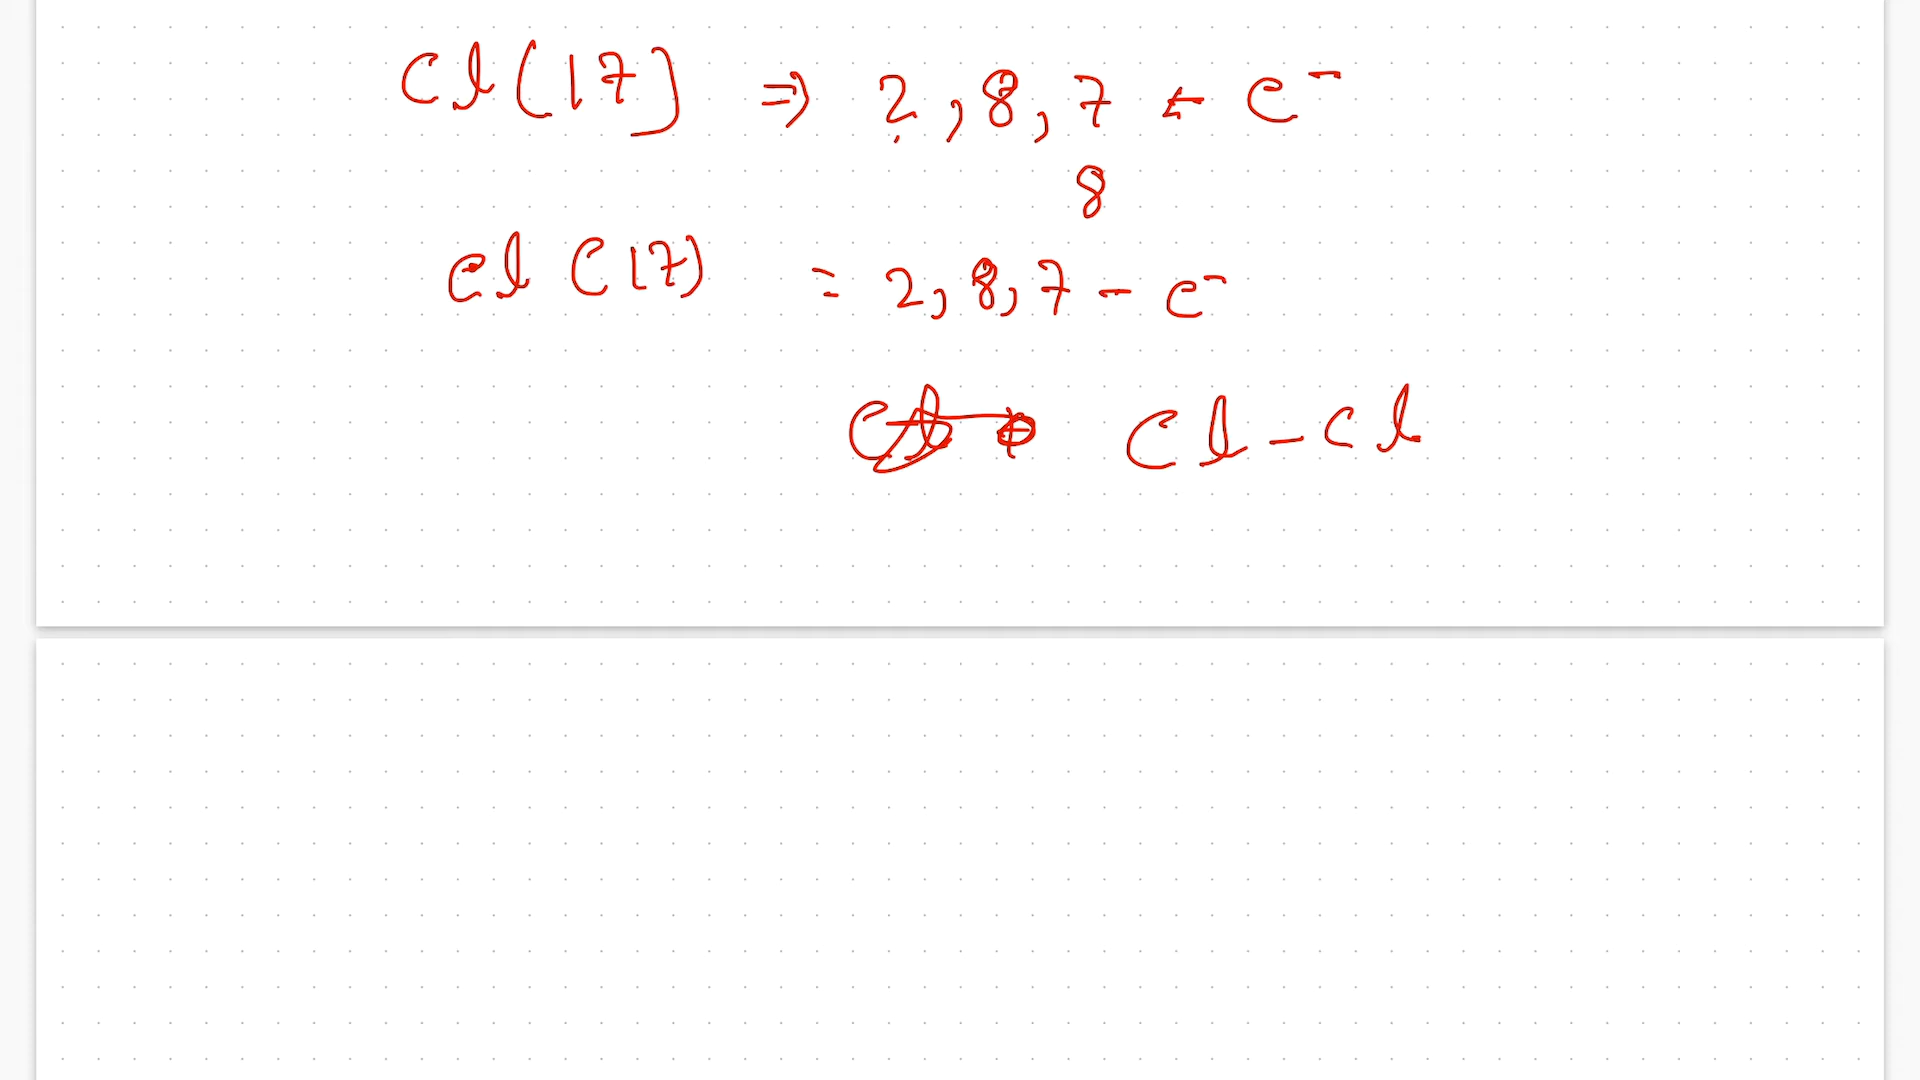 Cl(17) ⇒ 2,8,7 ← e⁻
8
Cl (17) = 2,8,7 - e⁻
Cl - Cl